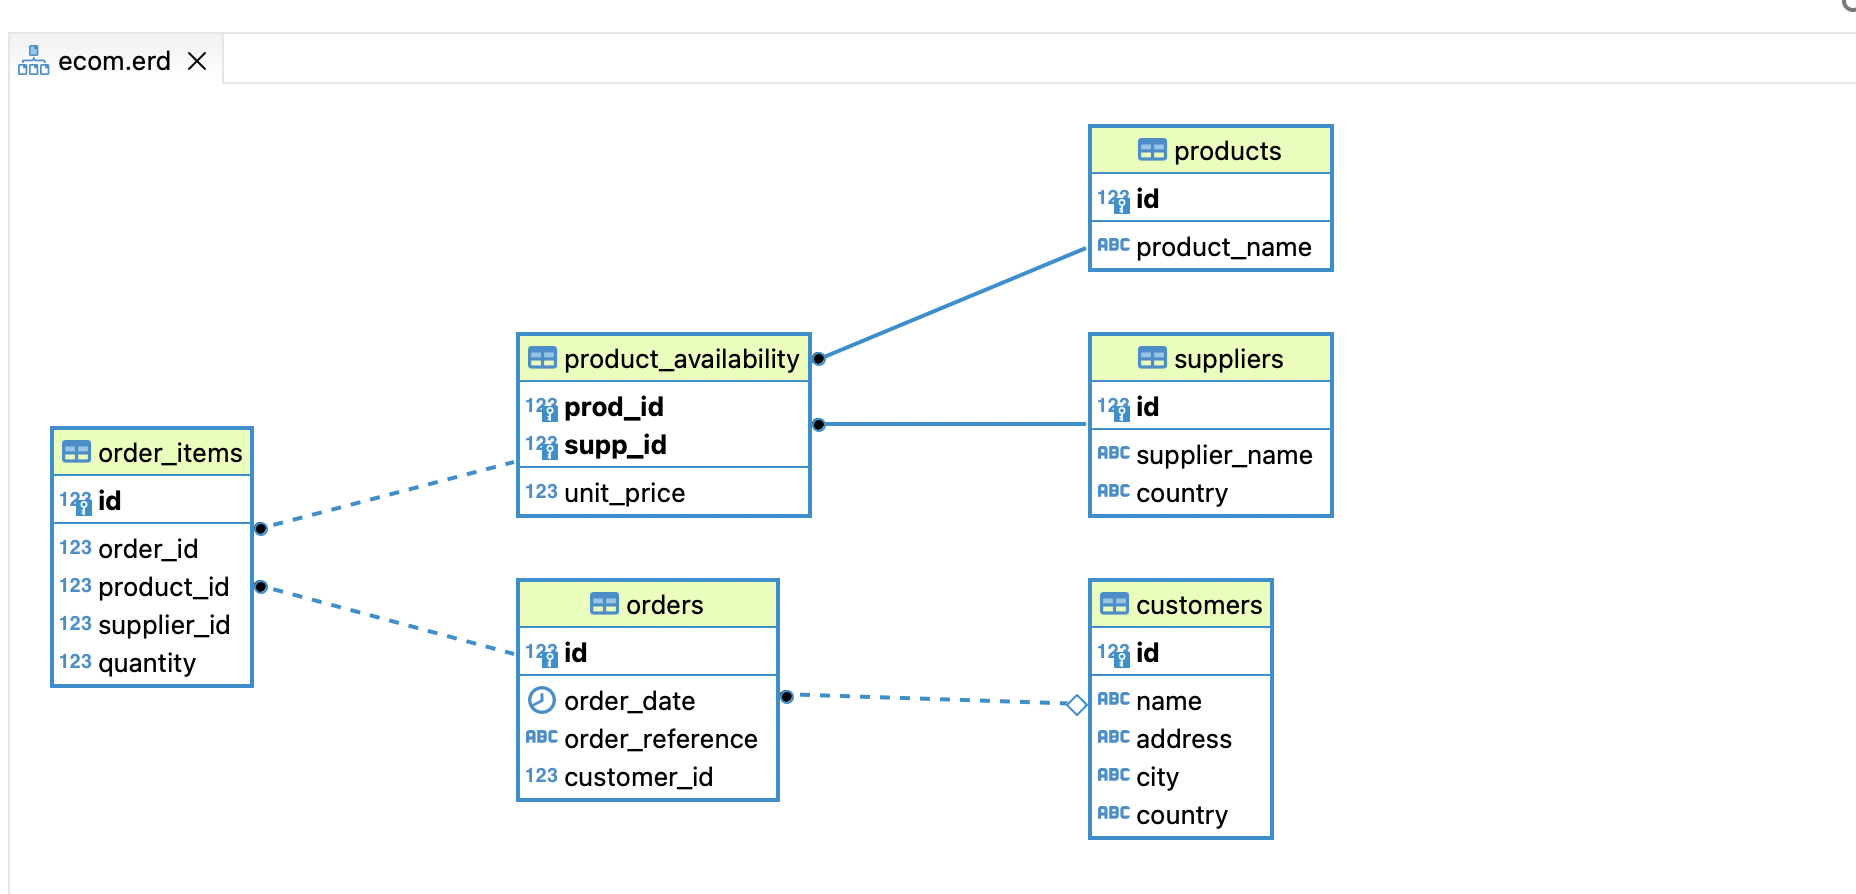 ecom.erd
products
123 id
ABC product_name
product_availability
123 prod_id
123 supp_id
123 unit_price
suppliers
123 id
ABC supplier_name
ABC country
order_items
123 id
123 order_id
123 product_id
123 supplier_id
123 quantity
orders
123 id
order_date
ABC order_reference
123 customer_id
customers
123 id
ABC name
ABC address
ABC city
ABC country